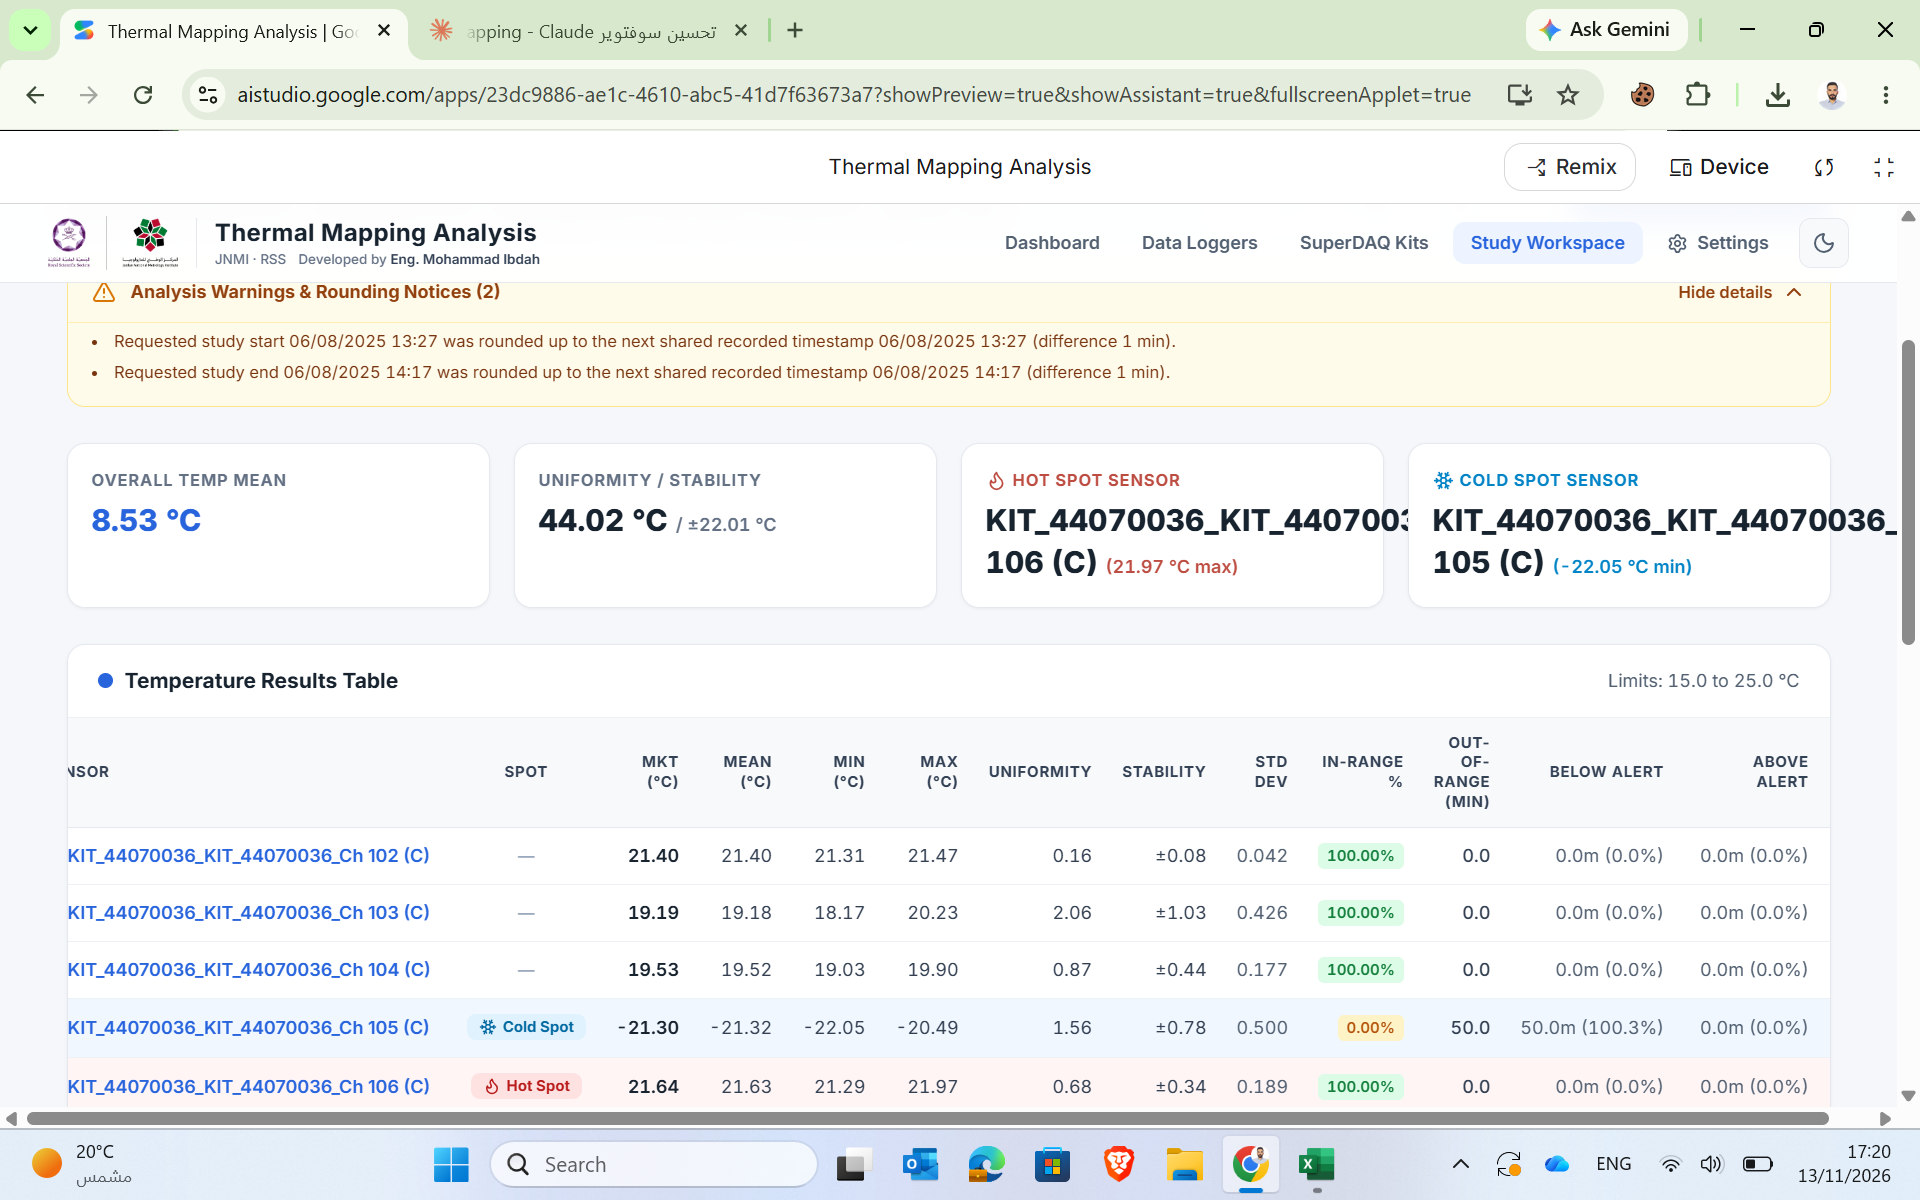 Thermal Mapping Analysis | Goo
apping - Claude تحسين سوفتوير
Ask Gemini
aistudio.google.com/apps/23dc9886-ae1c-4610-abc5-41d7f63673a7?showPreview=true&showAssistant=true&fullscreenApplet=true
Thermal Mapping Analysis
Remix
Device
Thermal Mapping Analysis
JNMI · RSS Developed by Eng. Mohammad Ibdah
Dashboard
Data Loggers
SuperDAQ Kits
Study Workspace
Settings
Analysis Warnings & Rounding Notices (2)
Hide details
• Requested study start 06/08/2025 13:27 was rounded up to the next shared recorded timestamp 06/08/2025 13:27 (difference 1 min).
• Requested study end 06/08/2025 14:17 was rounded up to the next shared recorded timestamp 06/08/2025 14:17 (difference 1 min).
OVERALL TEMP MEAN
8.53 °C
UNIFORMITY / STABILITY
44.02 °C / ±22.01 °C
HOT SPOT SENSOR
KIT_44070036_KIT_4407003
106 (C) (21.97 °C max)
COLD SPOT SENSOR
KIT_44070036_KIT_44070036_
105 (C) (-22.05 °C min)
Temperature Results Table
Limits: 15.0 to 25.0 °C
NSOR SPOT MKT (°C) MEAN (°C) MIN (°C) MAX (°C) UNIFORMITY STABILITY STD DEV IN-RANGE % OUT-OF-RANGE (MIN) BELOW ALERT ABOVE ALERT
KIT_44070036_KIT_44070036_Ch 102 (C) — 21.40 21.40 21.31 21.47 0.16 ±0.08 0.042 100.00% 0.0 0.0m (0.0%) 0.0m (0.0%)
KIT_44070036_KIT_44070036_Ch 103 (C) — 19.19 19.18 18.17 20.23 2.06 ±1.03 0.426 100.00% 0.0 0.0m (0.0%) 0.0m (0.0%)
KIT_44070036_KIT_44070036_Ch 104 (C) — 19.53 19.52 19.03 19.90 0.87 ±0.44 0.177 100.00% 0.0 0.0m (0.0%) 0.0m (0.0%)
KIT_44070036_KIT_44070036_Ch 105 (C) Cold Spot -21.30 -21.32 -22.05 -20.49 1.56 ±0.78 0.500 0.00% 50.0 50.0m (100.3%) 0.0m (0.0%)
KIT_44070036_KIT_44070036_Ch 106 (C) Hot Spot 21.64 21.63 21.29 21.97 0.68 ±0.34 0.189 100.00% 0.0 0.0m (0.0%) 0.0m (0.0%)
20°C
مشمس
Search
ENG
17:20
13/11/2026